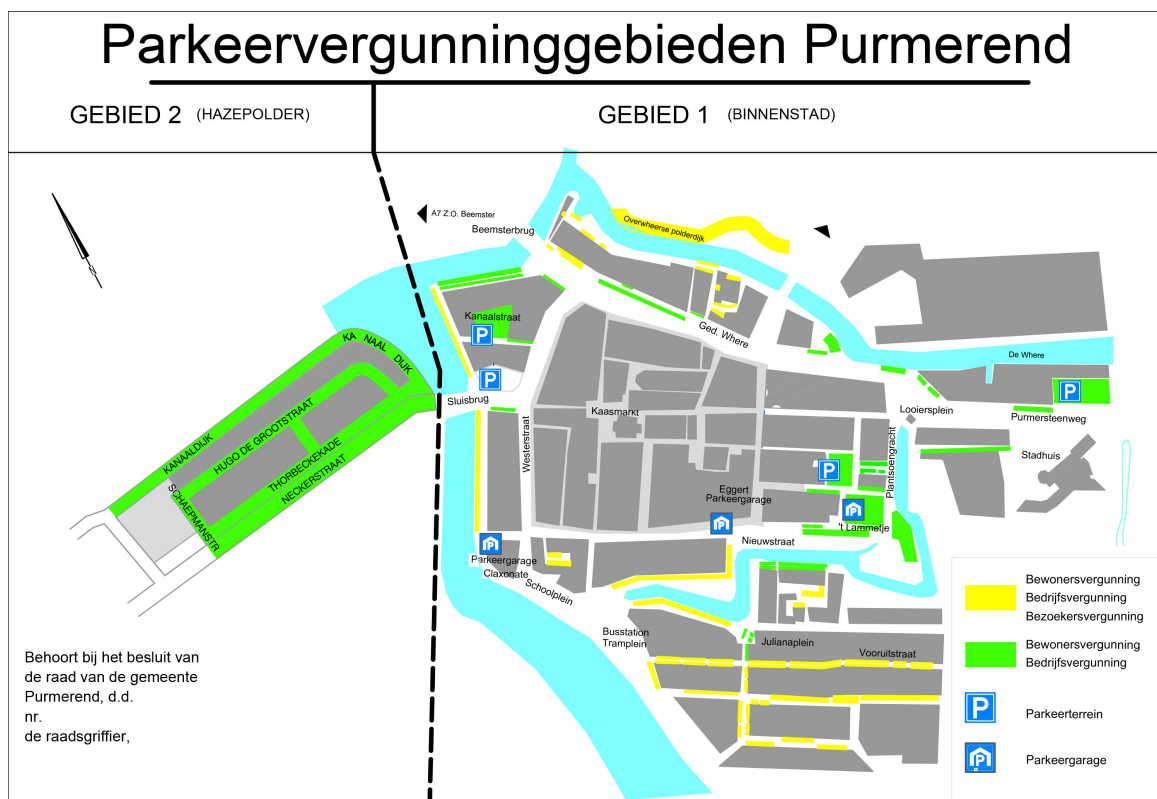 Parkeervergunninggebieden Purmerend
GEBIED 2 (HAZEPOLDER)
GEBIED 1 (BINNENSTAD)
A7 Z.O. Beemster
Beemsterbrug
Overwheerse polderdijk
N
Kanaalstraat
P
Ged. Where
De Where
KANAAL DIJK
P
P
Sluisbrug
Kaasmarkt
Looiersplein
Purmersteenweg
HUGO DE GROOTSTRAAT
KANAALDIJK
Westerstraat
Plantsoengracht
Stadhuis
THORBECKEKADE
NECKERSTRAAT
P
SCHAEPMANSTR
Eggert
Parkeergarage
P
P
't Lammetje
Nieuwstraat
P
Parkeergarage
Claxonate
Schoolplein
Busstation
Tramplein
Julianaplein
Vooruitstraat
Bewonersvergunning
Bedrijfsvergunning
Bezoekersvergunning
Bewonersvergunning
Bedrijfsvergunning
P
Parkeerterrein
P
Parkeergarage
Behoort bij het besluit van
de raad van de gemeente
Purmerend, d.d.
nr.
de raadsgriffier,